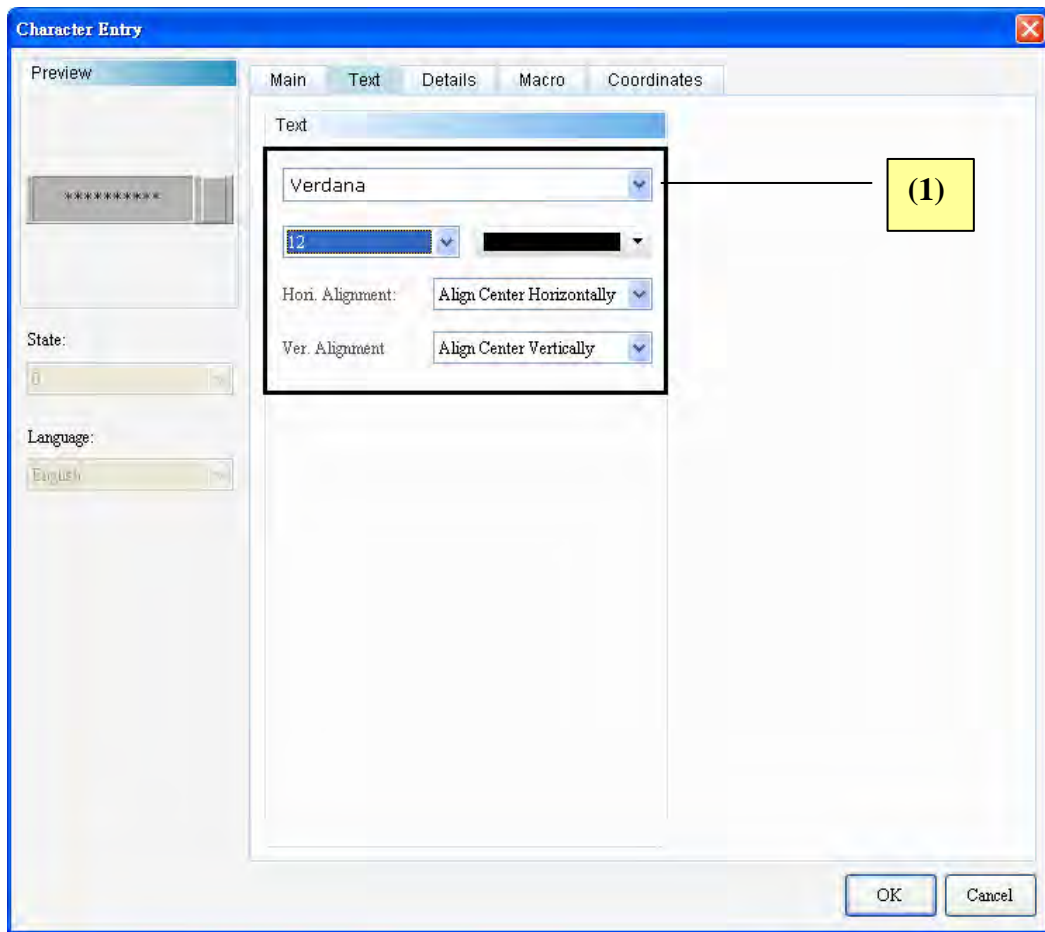 Character Entry
Preview
**********
State:
0
Language:
English
Main Text Details Macro Coordinates
Text
Verdana
12
Hori. Alignment: Align Center Horizontally
Ver. Alignment Align Center Vertically
(1)
OK Cancel